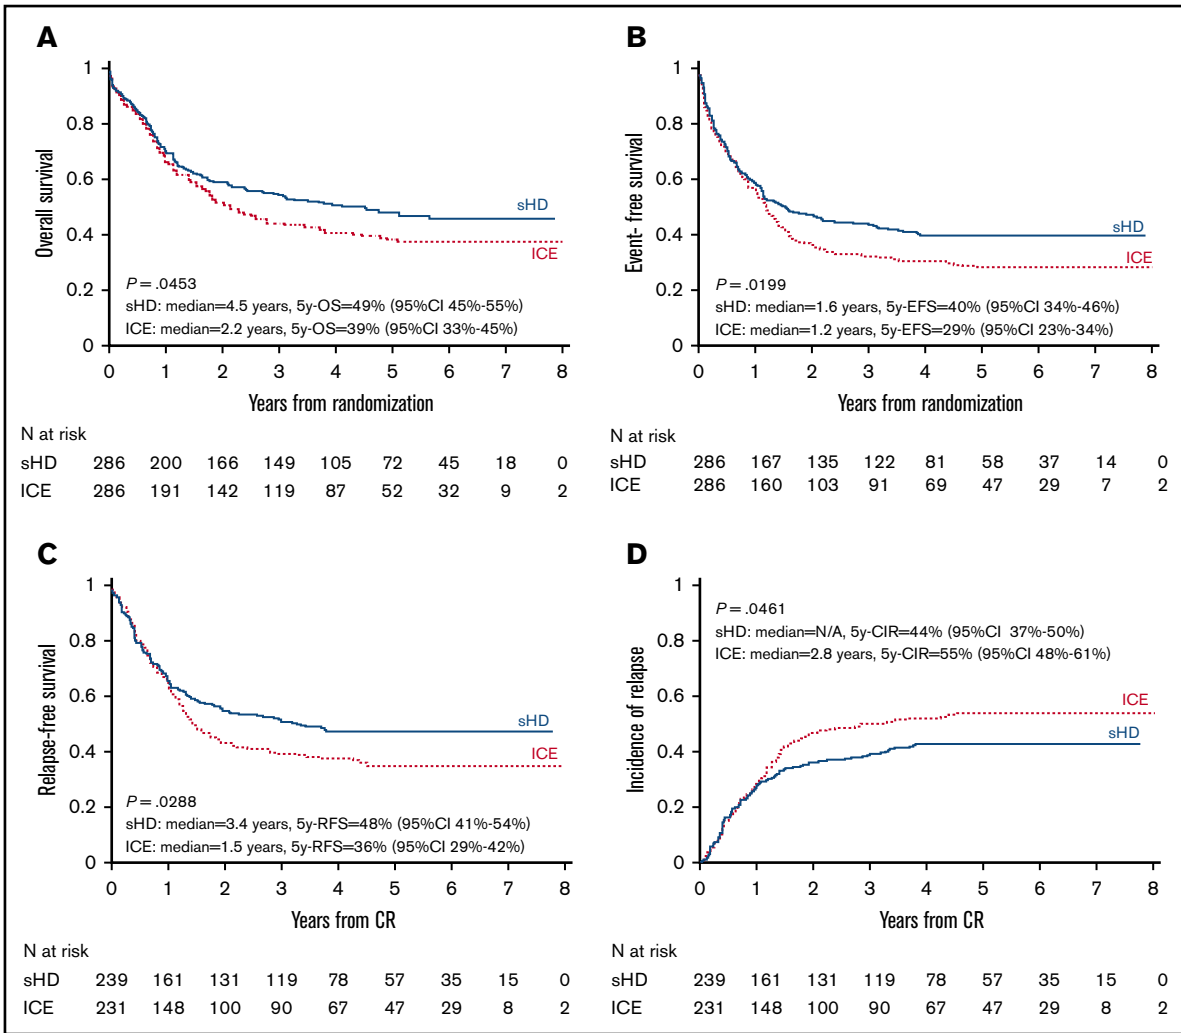 A
1
0.8
0.6
0.4
0.2
0
Overall survival
sHD
ICE
P = .0453
sHD: median=4.5 years, 5y-OS=49% (95%CI 45%-55%)
ICE: median=2.2 years, 5y-OS=39% (95%CI 33%-45%)
0 1 2 3 4 5 6 7 8
Years from randomization
N at risk
sHD 286 200 166 149 105 72 45 18 0
ICE 286 191 142 119 87 52 32 9 2
B
1
0.8
0.6
0.4
0.2
0
Event- free survival
sHD
ICE
P = .0199
sHD: median=1.6 years, 5y-EFS=40% (95%CI 34%-46%)
ICE: median=1.2 years, 5y-EFS=29% (95%CI 23%-34%)
0 1 2 3 4 5 6 7 8
Years from randomization
N at risk
sHD 286 167 135 122 81 58 37 14 0
ICE 286 160 103 91 69 47 29 7 2
C
1
0.8
0.6
0.4
0.2
0
Relapse-free survival
sHD
ICE
P = .0288
sHD: median=3.4 years, 5y-RFS=48% (95%CI 41%-54%)
ICE: median=1.5 years, 5y-RFS=36% (95%CI 29%-42%)
0 1 2 3 4 5 6 7 8
Years from CR
N at risk
sHD 239 161 131 119 78 57 35 15 0
ICE 231 148 100 90 67 47 29 8 2
D
1
0.8
0.6
0.4
0.2
0
Incidence of relapse
P = .0461
sHD: median=N/A, 5y-CIR=44% (95%CI 37%-50%)
ICE: median=2.8 years, 5y-CIR=55% (95%CI 48%-61%)
ICE
sHD
0 1 2 3 4 5 6 7 8
Years from CR
N at risk
sHD 239 161 131 119 78 57 35 15 0
ICE 231 148 100 90 67 47 29 8 2